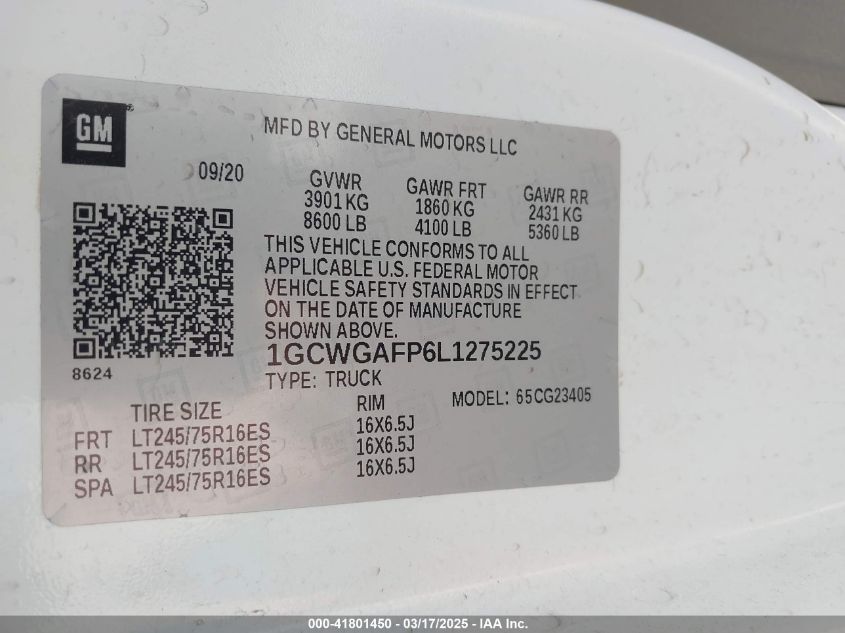 GM
MFD BY GENERAL MOTORS LLC
09/20
GVWR GAWR FRT GAWR RR
3901 KG 1860 KG 2431 KG
8600 LB 4100 LB 5360 LB
THIS VEHICLE CONFORMS TO ALL
APPLICABLE U.S. FEDERAL MOTOR
VEHICLE SAFETY STANDARDS IN EFFECT
ON THE DATE OF MANUFACTURE
SHOWN ABOVE.
1GCWGAFP6L1275225
8624
TYPE: TRUCK
MODEL: 65CG23405
TIRE SIZE RIM
FRT LT245/75R16ES 16X6.5J
RR LT245/75R16ES 16X6.5J
SPA LT245/75R16ES 16X6.5J
000-41801450 - 03/17/2025 - IAA Inc.